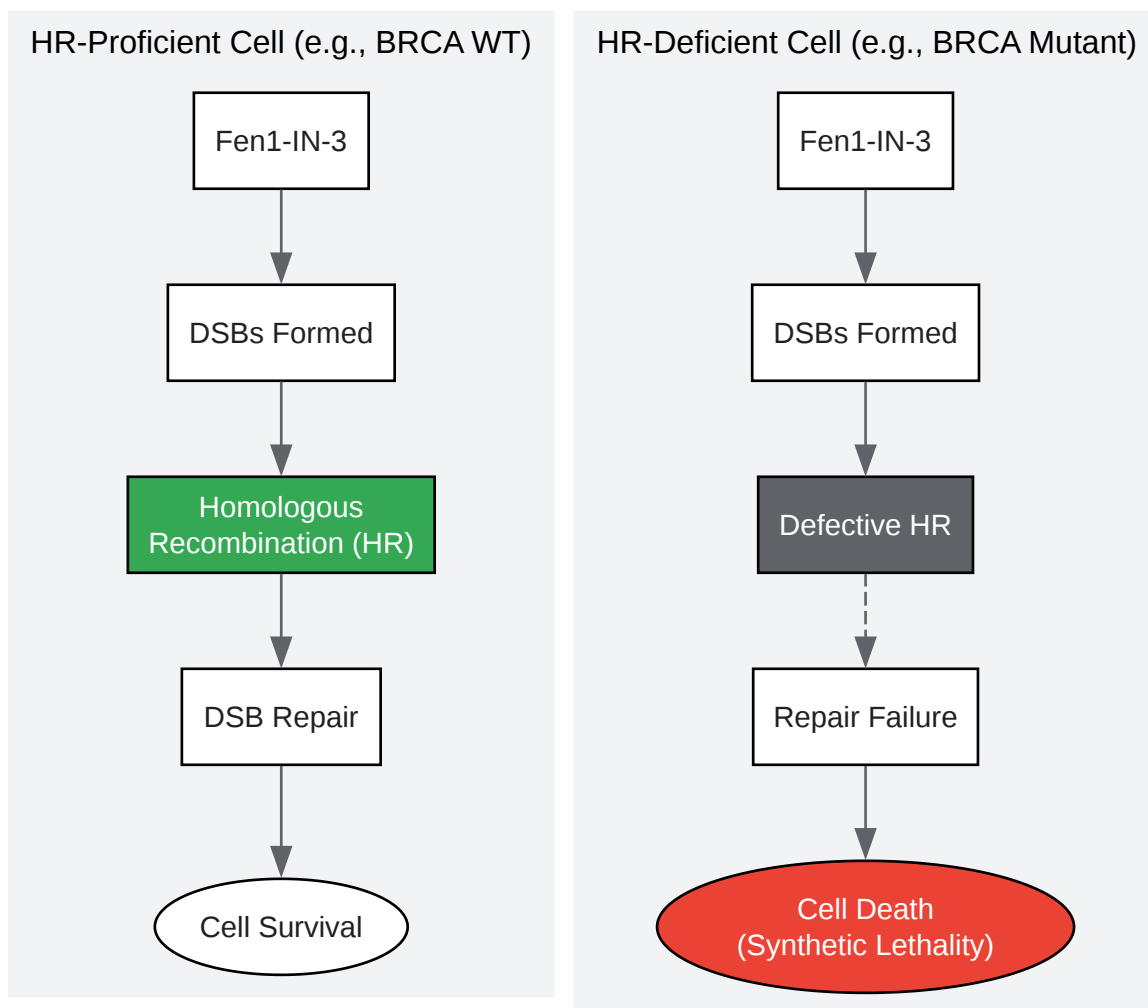 HR-Proficient Cell (e.g., BRCA WT)
Fen1-IN-3
DSBs Formed
Homologous
Recombination (HR)
DSB Repair
Cell Survival
HR-Deficient Cell (e.g., BRCA Mutant)
Fen1-IN-3
DSBs Formed
Defective HR
Repair Failure
Cell Death
(Synthetic Lethality)